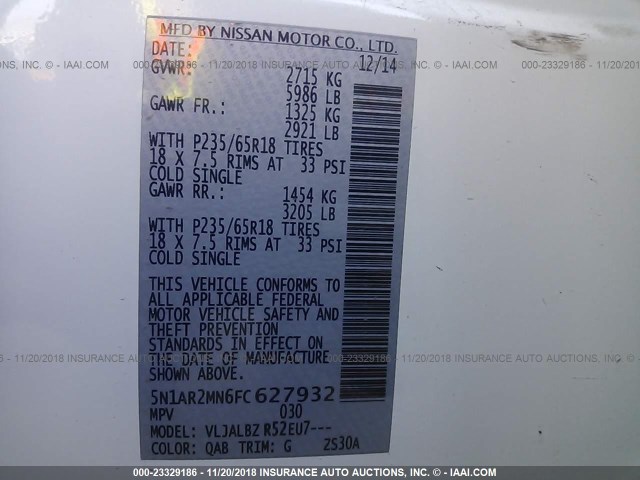 MFD BY NISSAN MOTOR CO., LTD.
DATE: 12/14
GVWR: 2715 KG
5986 LB
GAWR FR.: 1325 KG
2921 LB
WITH P235/65R18 TIRES
18 X 7.5 RIMS AT 33 PSI
COLD SINGLE
GAWR RR.: 1454 KG
3205 LB
WITH P235/65R18 TIRES
18 X 7.5 RIMS AT 33 PSI
COLD SINGLE
THIS VEHICLE CONFORMS TO
ALL APPLICABLE FEDERAL
MOTOR VEHICLE SAFETY AND
THEFT PREVENTION
STANDARDS IN EFFECT ON
THE DATE OF MANUFACTURE
SHOWN ABOVE.
5N1AR2MN6FC627932
MPV 030
MODEL: VLJALBZ R52EU7---
COLOR: QAB TRIM: G ZS30A
000-23329186 - 11/20/2018 - INSURANCE AUTO AUCTIONS INC. - © - IAAI.COM